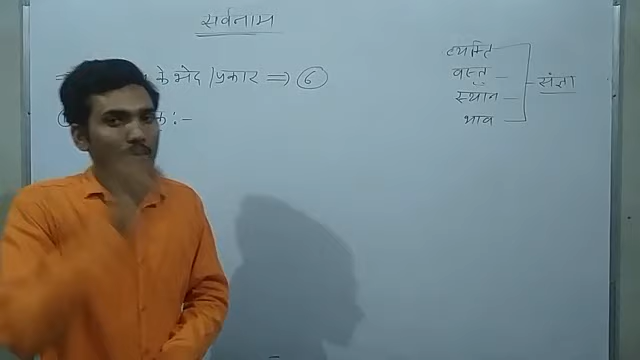 सर्वनाम
के भेद / प्रकार ⇒ 6
:-
व्यक्ति
वस्तु
स्थान
भाव
संज्ञा